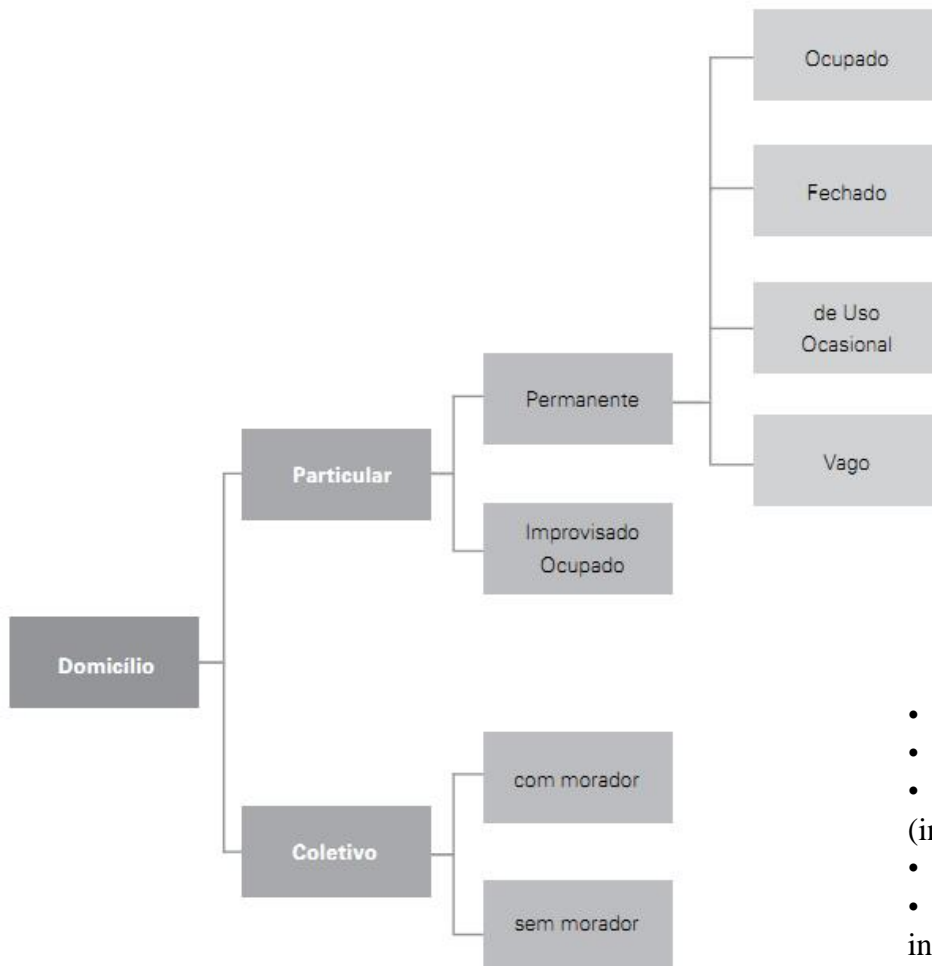 Ocupado
Fechado
de Uso
Ocasional
Permanente
Vago
Particular
Improvisado
Ocupado
Domicílio
com morador
Coletivo
sem morador
•
•
•
•
•